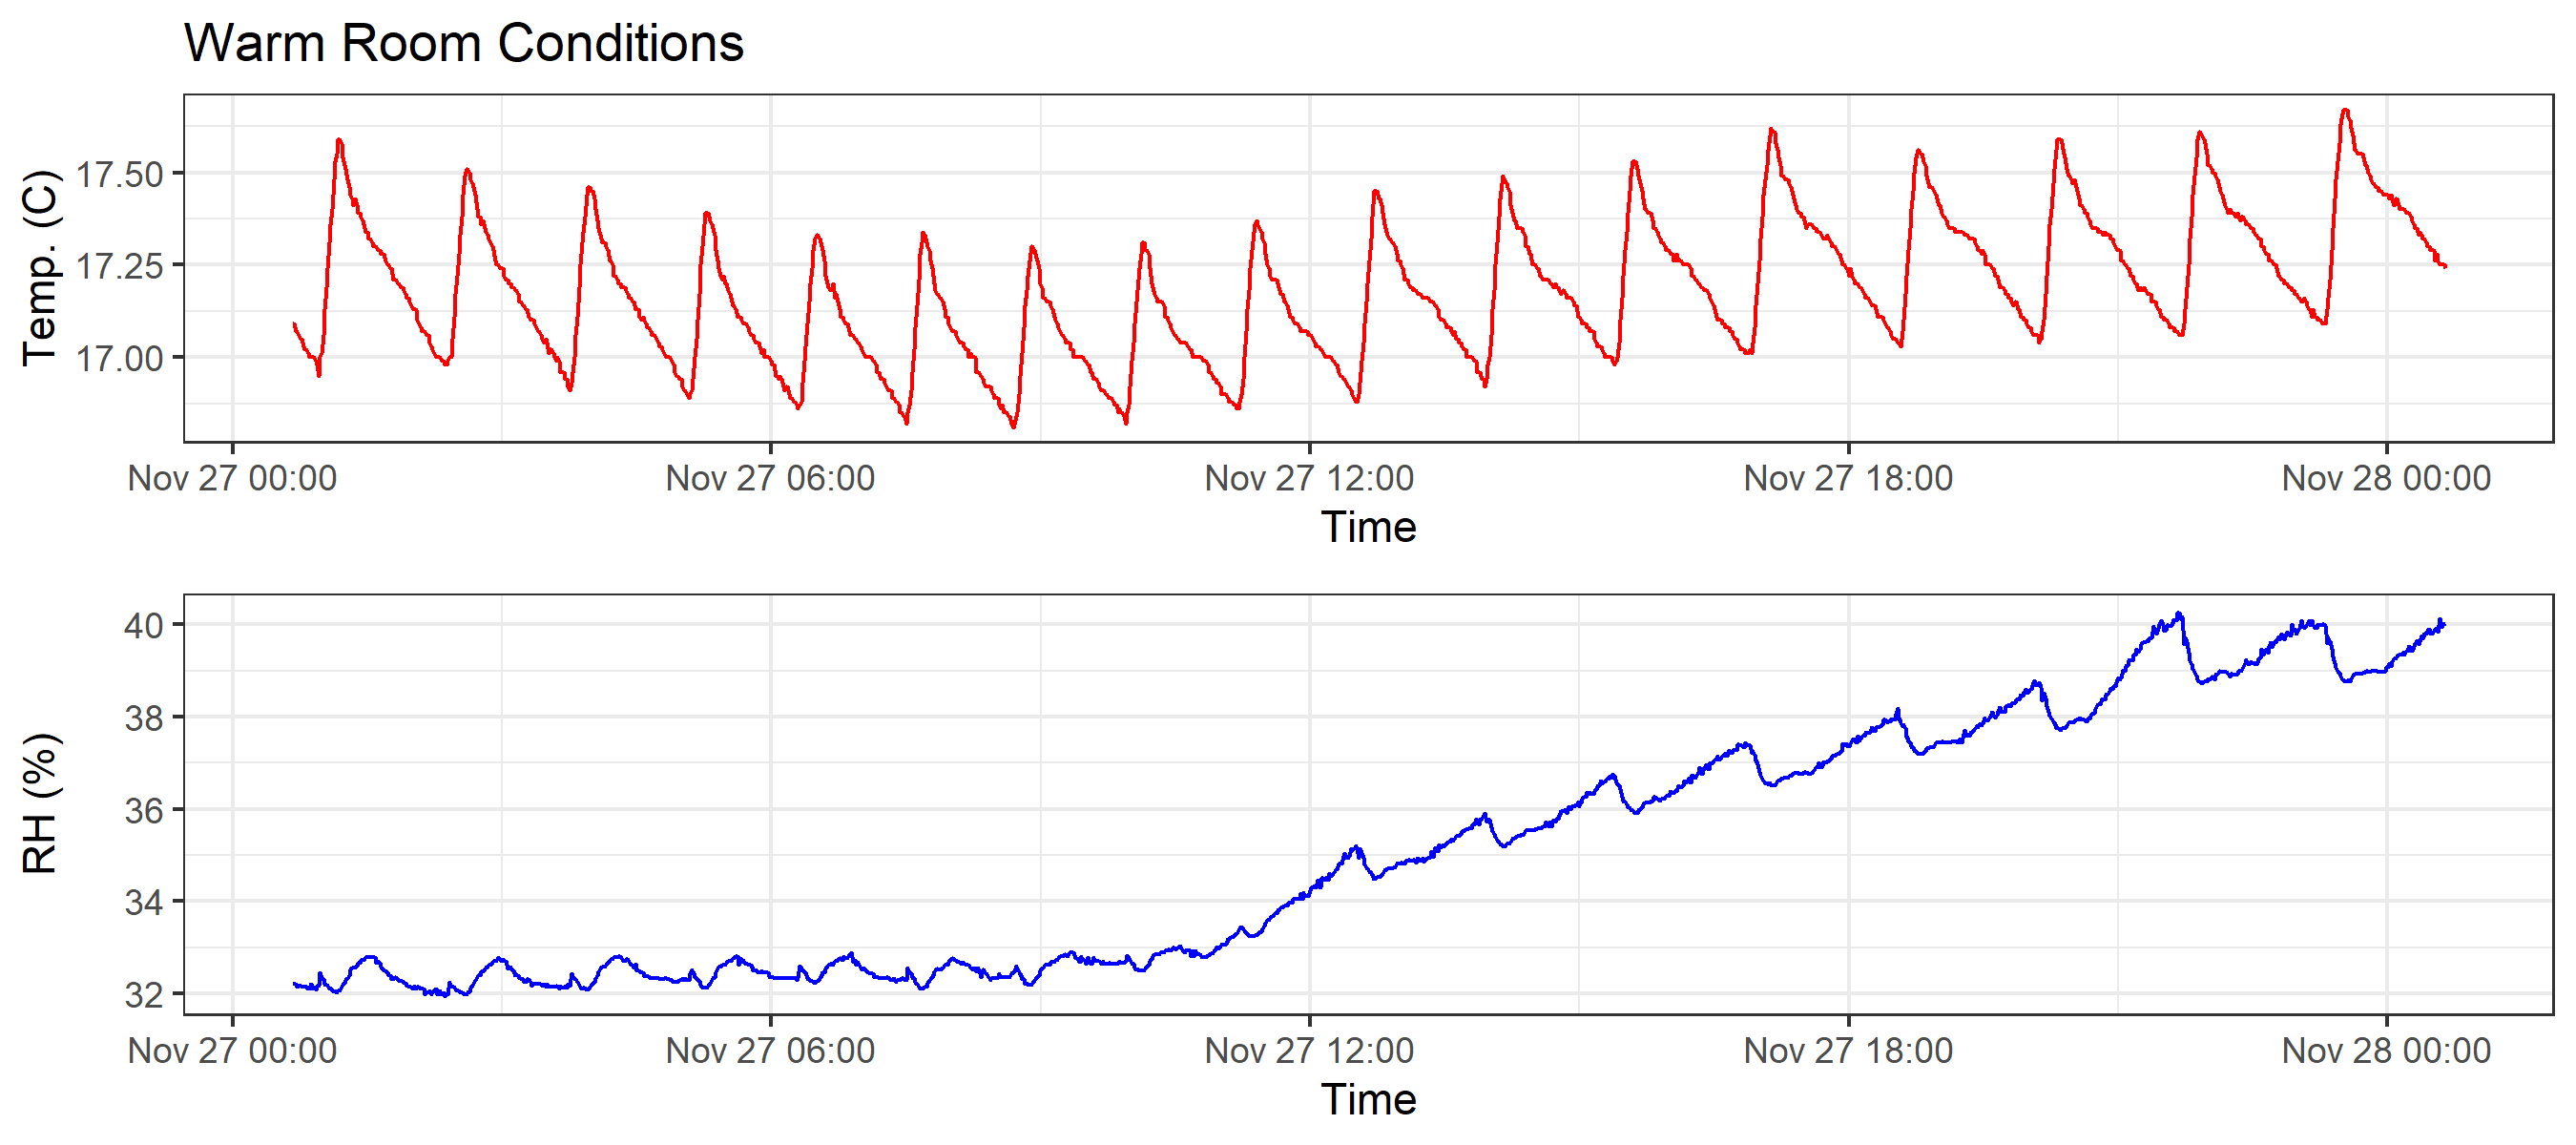 Warm Room Conditions
Temp. (C)
17.50
17.25
17.00
Nov 27 00:00 Nov 27 06:00 Nov 27 12:00 Nov 27 18:00 Nov 28 00:00
Time
RH (%)
40
38
36
34
32
Nov 27 00:00 Nov 27 06:00 Nov 27 12:00 Nov 27 18:00 Nov 28 00:00
Time